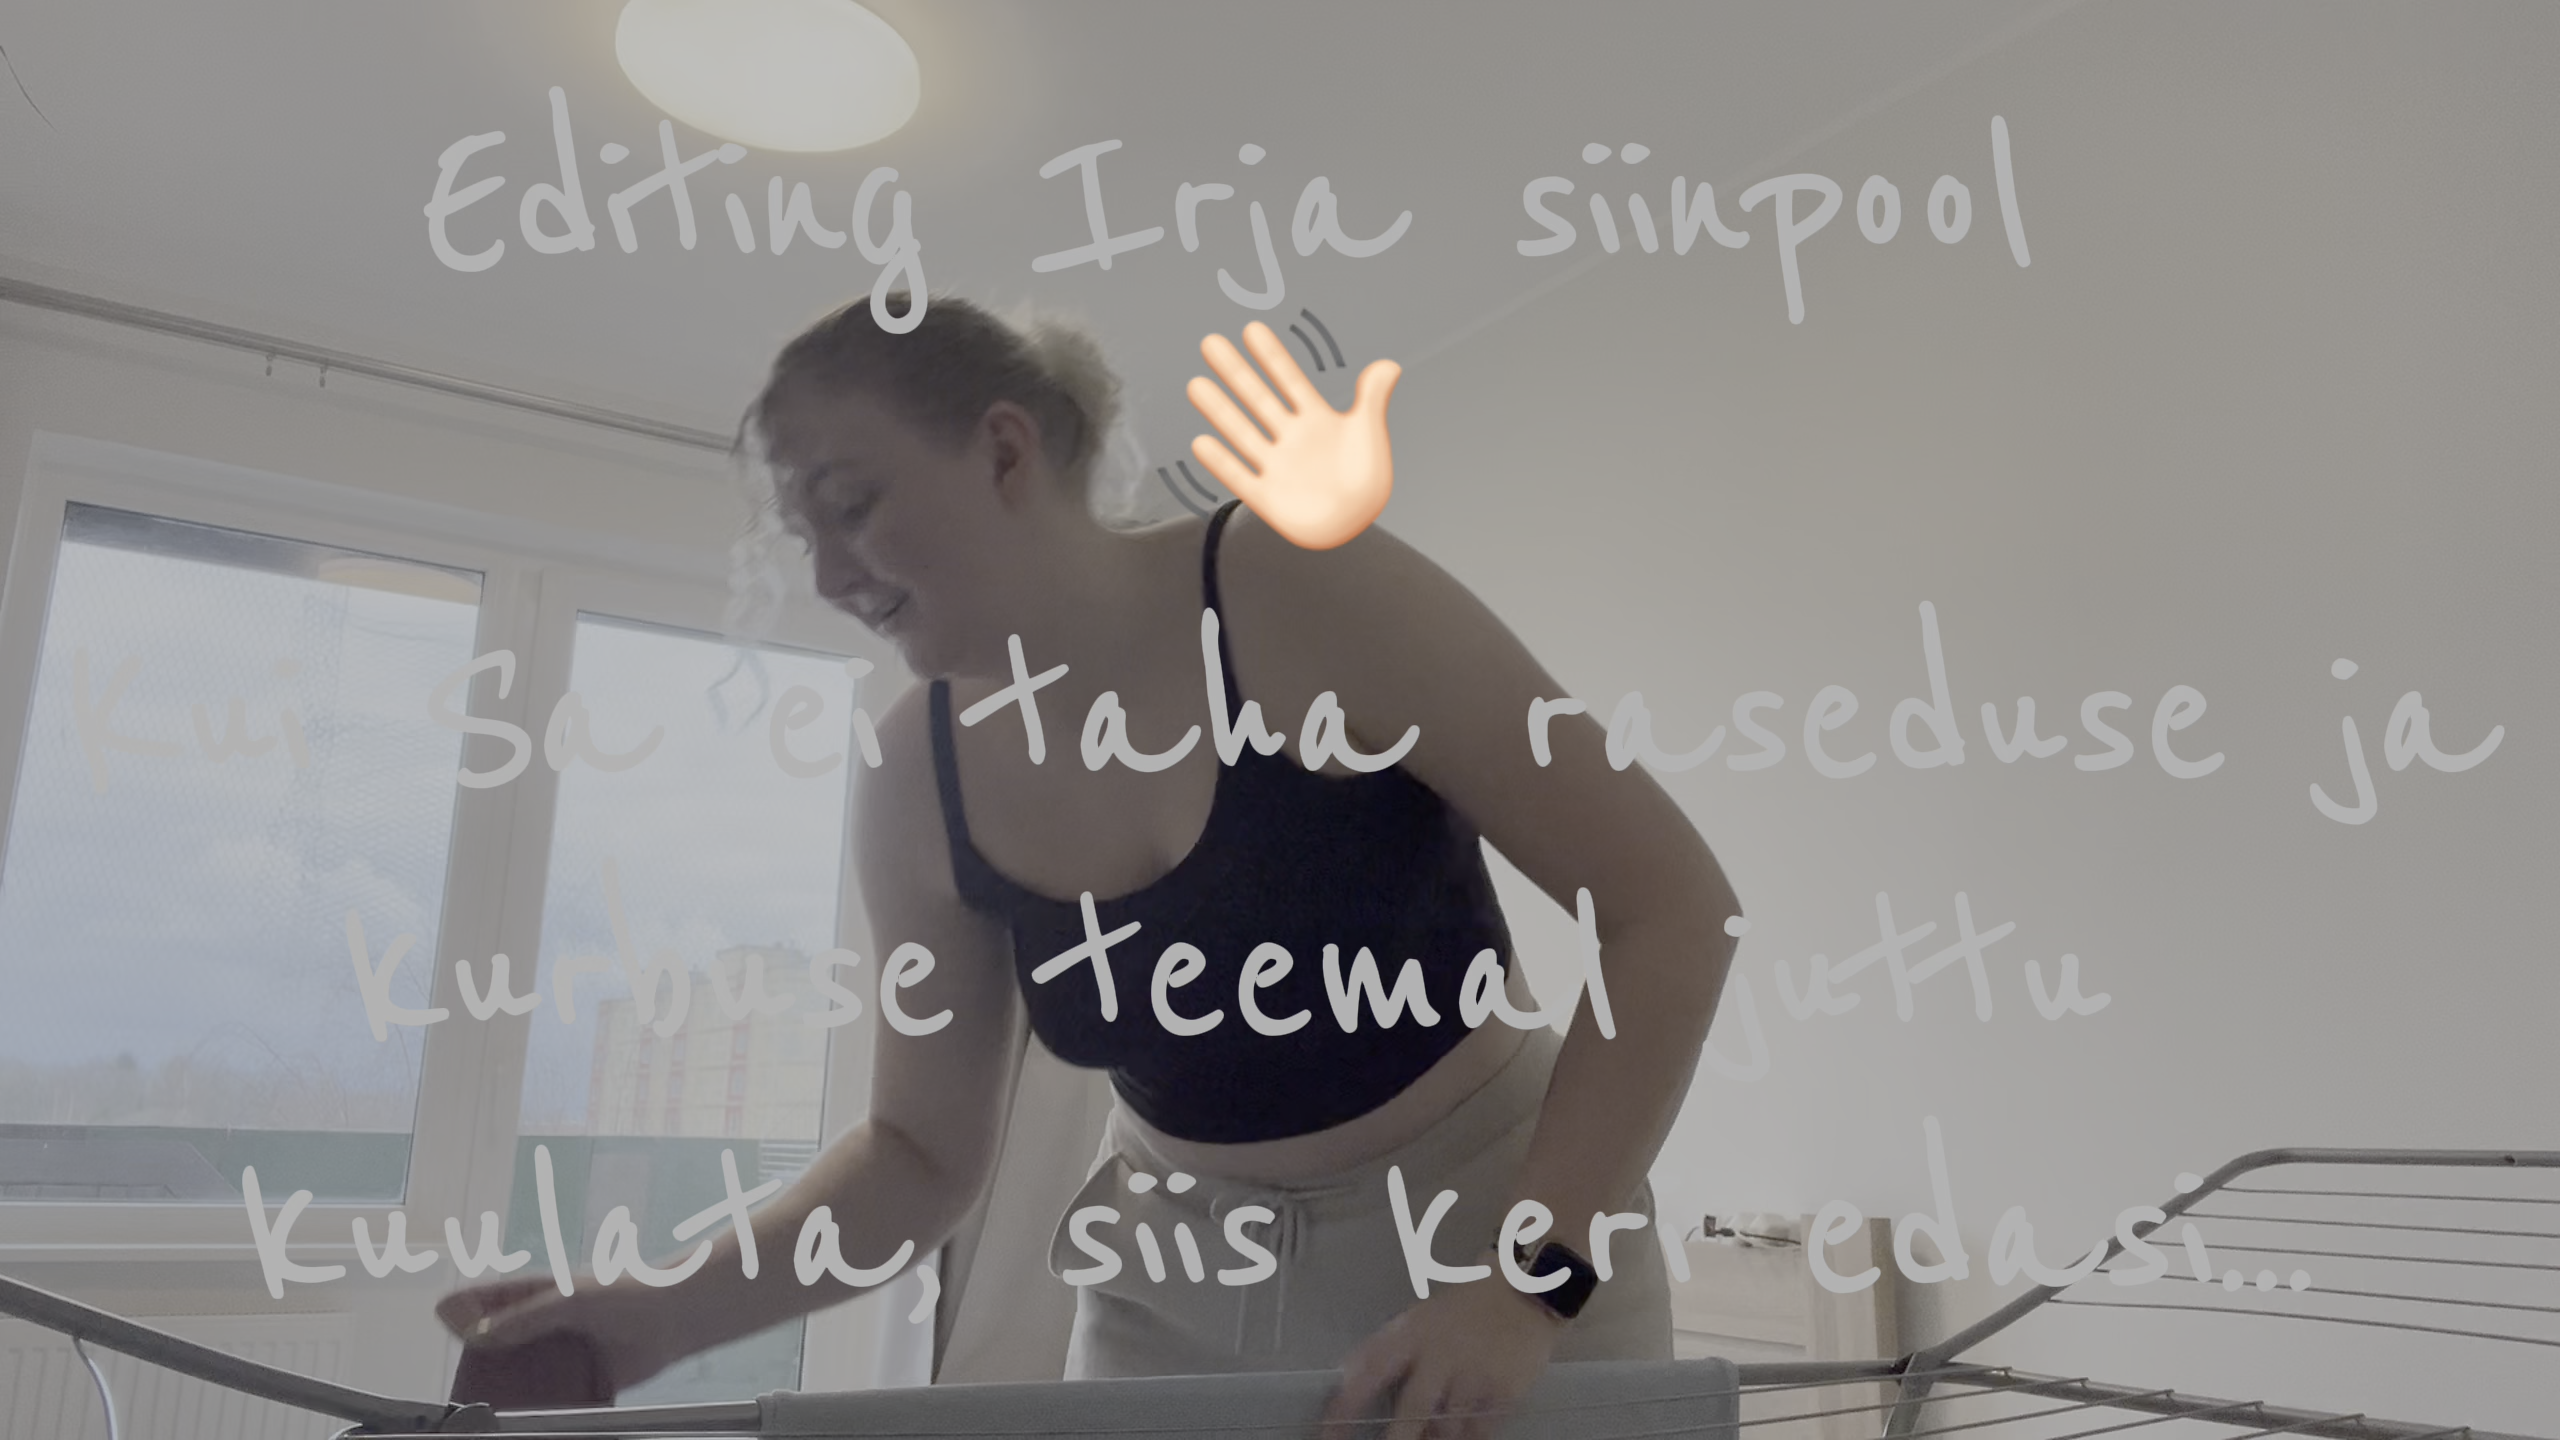 Editing Irja siinpool
Kui Sa ei taha raseduse ja
kurbuse teemal juttu
kuulata, siis keri edasi...